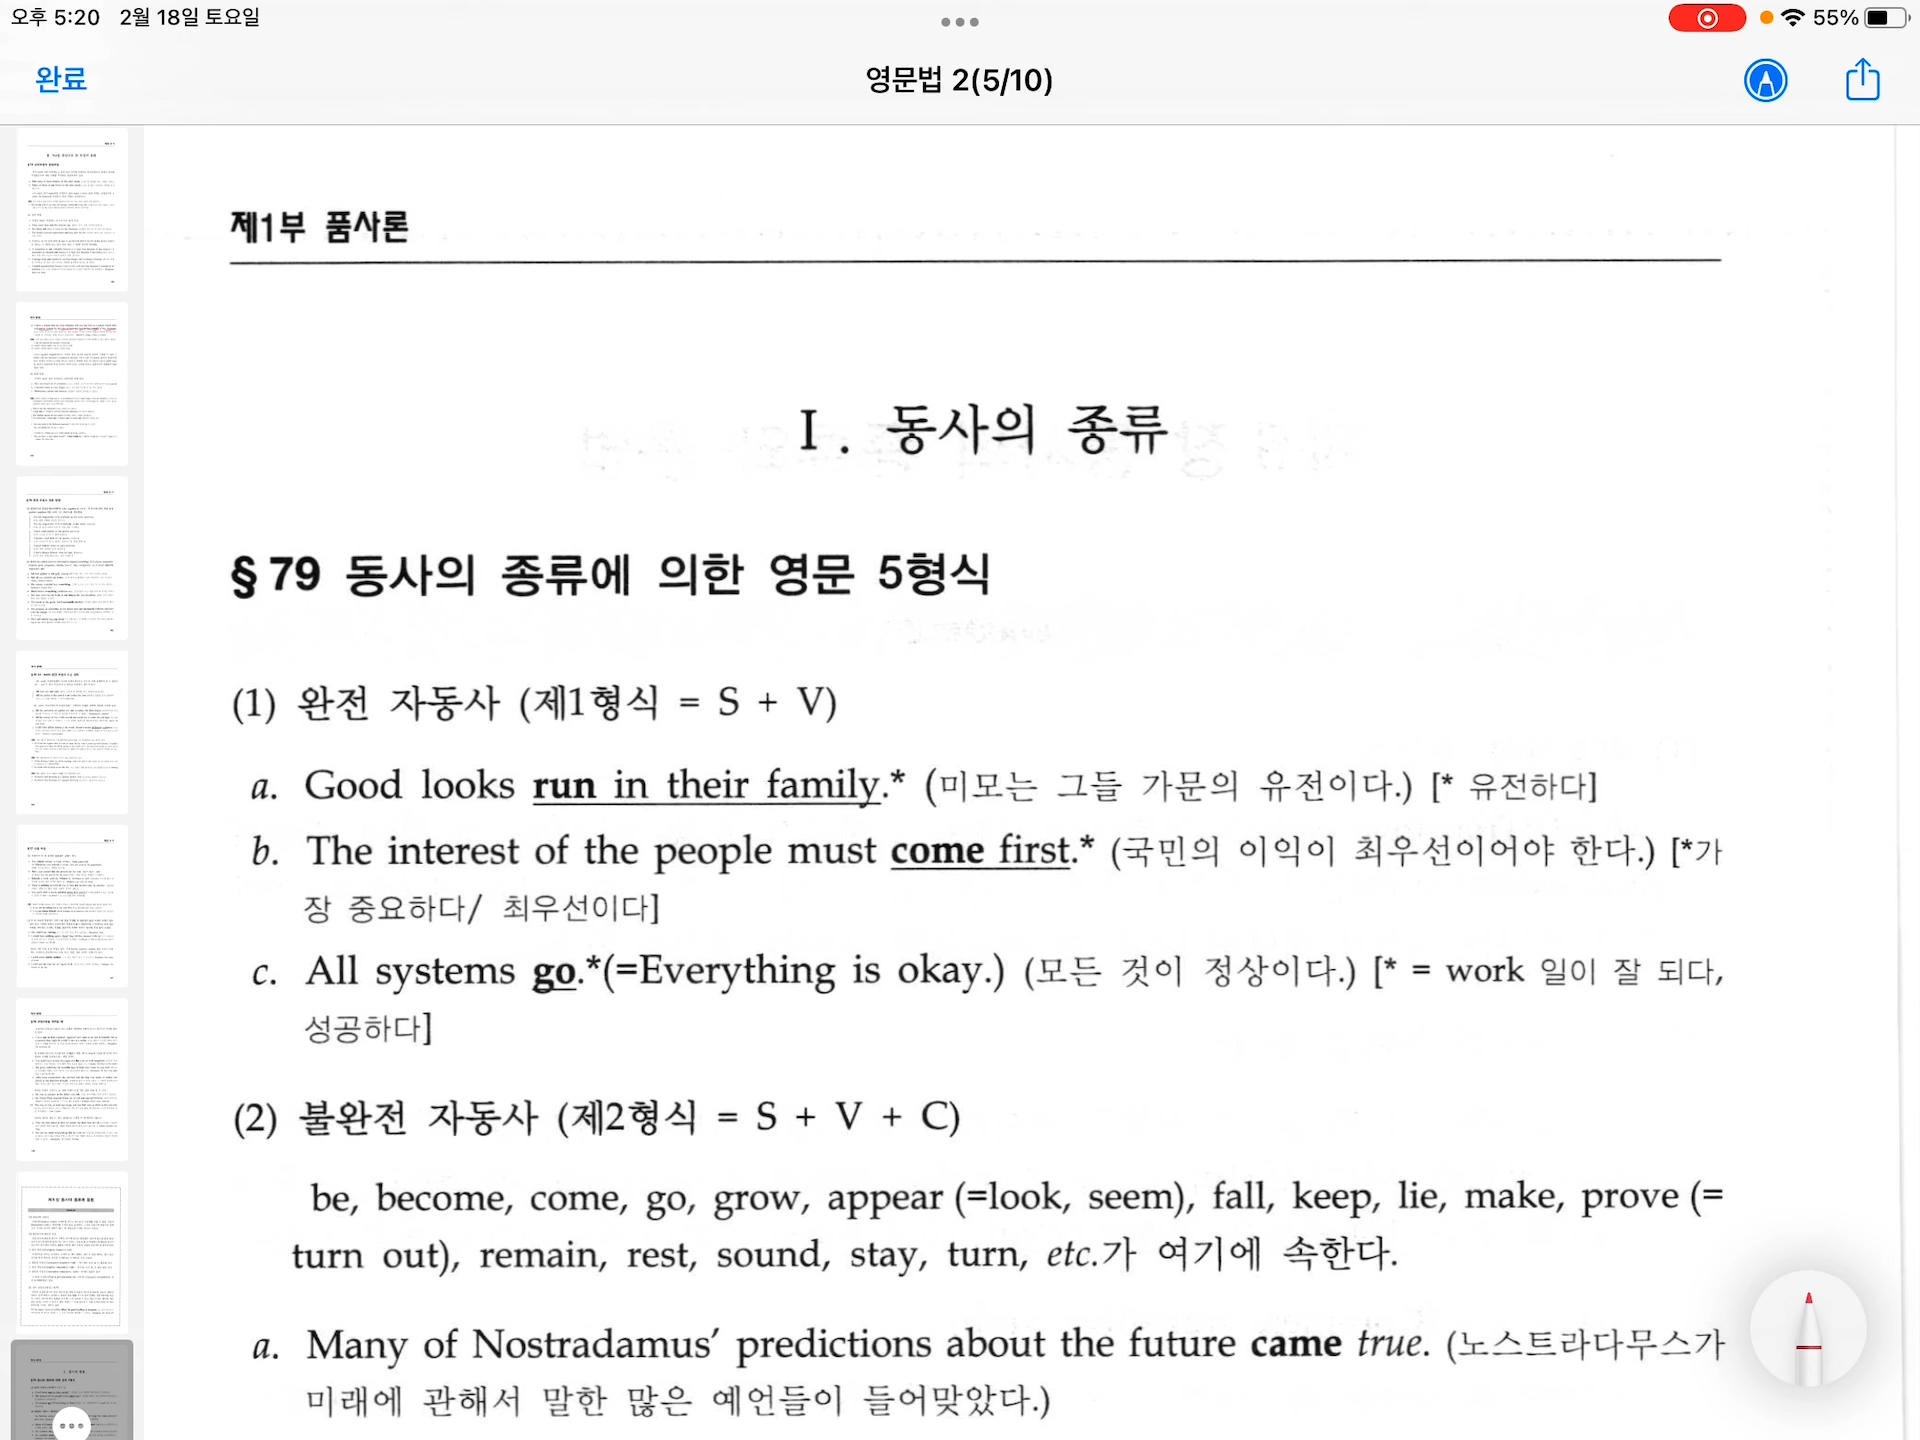 오후 5:20 2월 18일 토요일
55%
완료
영문법 2(5/10)
제1부 품사론
I. 동사의 종류
§ 79 동사의 종류에 의한 영문 5형식
(1) 완전 자동사 (제1형식 = S + V)
a. Good looks run in their family.* (미모는 그들 가문의 유전이다.) [* 유전하다]
b. The interest of the people must come first.* (국민의 이익이 최우선이어야 한다.) [*가
장 중요하다/ 최우선이다]
c. All systems go.*(=Everything is okay.) (모든 것이 정상이다.) [* = work 일이 잘 되다,
성공하다]
(2) 불완전 자동사 (제2형식 = S + V + C)
be, become, come, go, grow, appear (=look, seem), fall, keep, lie, make, prove (=
turn out), remain, rest, sound, stay, turn, etc.가 여기에 속한다.
a. Many of Nostradamus' predictions about the future came true. (노스트라다무스가
미래에 관해서 말한 많은 예언들이 들어맞았다.)